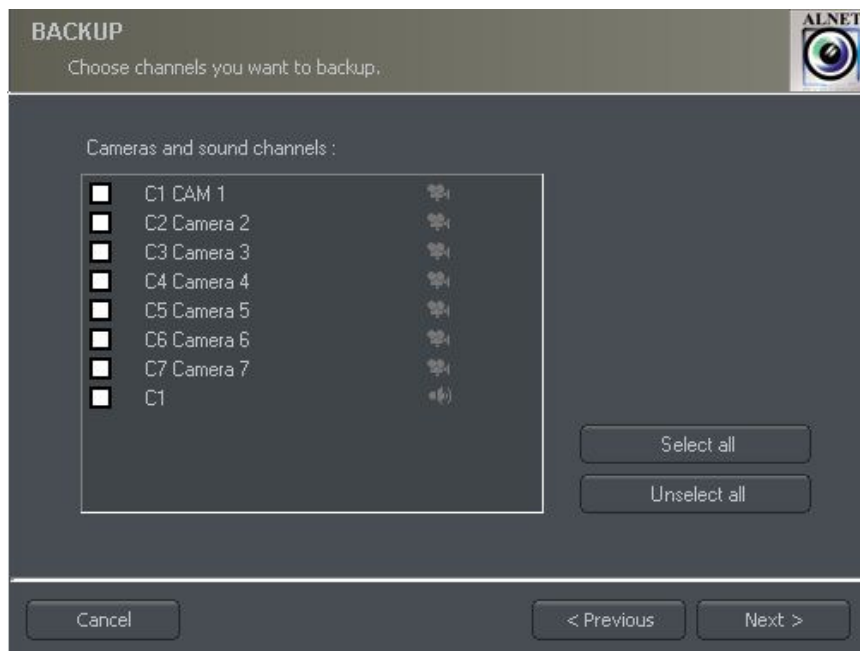 BACKUP
ALNET
Choose channels you want to backup.
Cameras and sound channels :
C1 CAM 1
C2 Camera 2
C3 Camera 3
C4 Camera 4
C5 Camera 5
C6 Camera 6
C7 Camera 7
C1
Select all
Unselect all
Cancel
< Previous
Next >